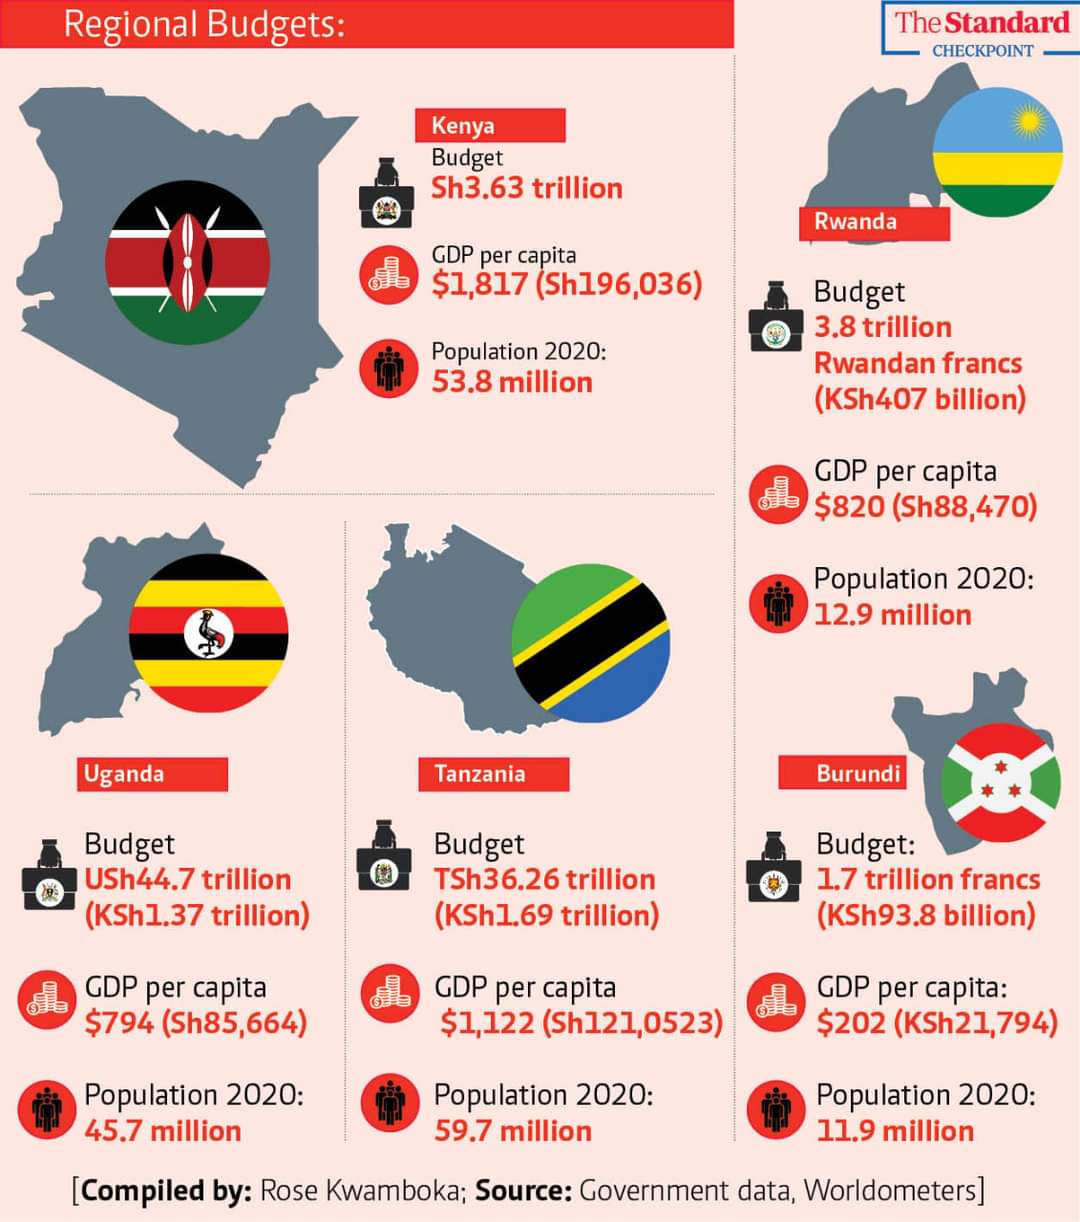 Regional Budgets:
The Standard
CHECKPOINT
Kenya
Budget
Sh3.63 trillion
GDP per capita
$1,817 (Sh196,036)
Population 2020:
53.8 million
Rwanda
Budget
3.8 trillion
Rwandan francs
(KSh407 billion)
GDP per capita
$820 (Sh88,470)
Population 2020:
12.9 million
Uganda
Budget
USh44.7 trillion
(KSh1.37 trillion)
GDP per capita
$794 (Sh85,664)
Population 2020:
45.7 million
Tanzania
Budget
TSh36.26 trillion
(KSh1.69 trillion)
GDP per capita
$1,122 (Sh121,0523)
Population 2020:
59.7 million
Burundi
Budget:
1.7 trillion francs
(KSh93.8 billion)
GDP per capita:
$202 (KSh21,794)
Population 2020:
11.9 million
[Compiled by: Rose Kwamboka; Source: Government data, Worldometers]